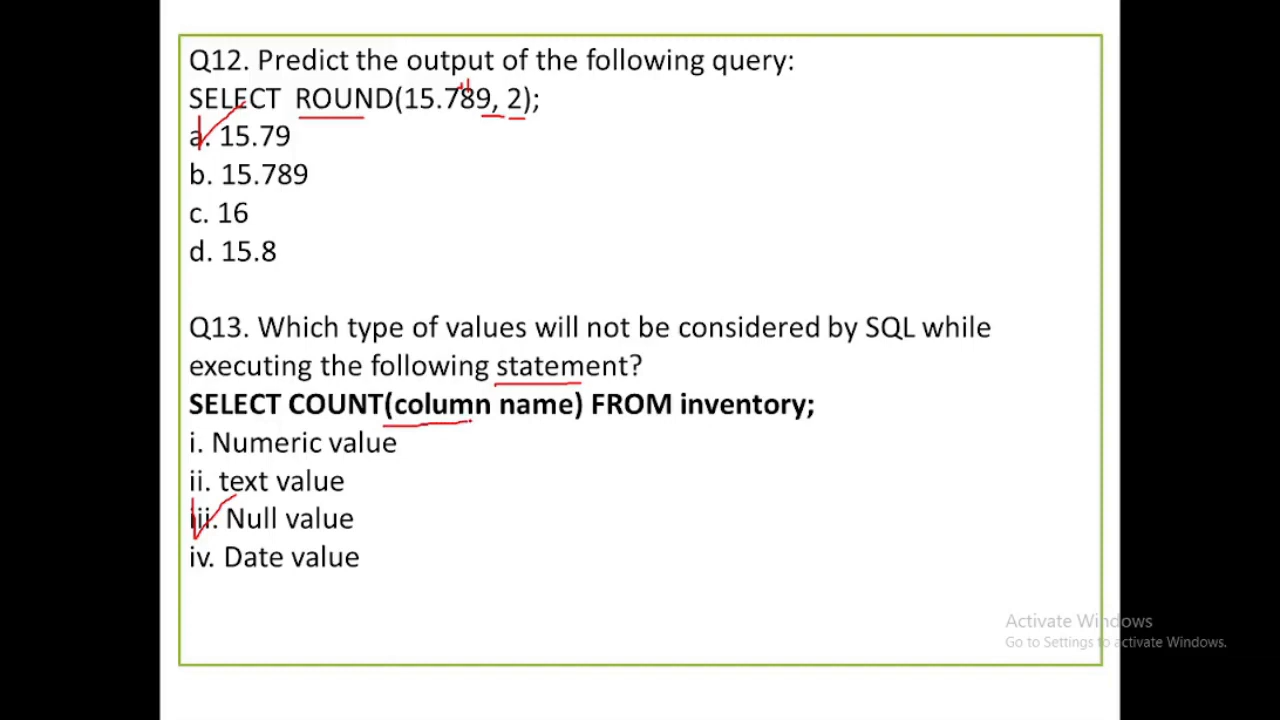 Q12. Predict the output of the following query:
SELECT ROUND(15.789, 2);
a. 15.79
b. 15.789
c. 16
d. 15.8
Q13. Which type of values will not be considered by SQL while
executing the following statement?
SELECT COUNT(column name) FROM inventory;
i. Numeric value
ii. text value
iii. Null value
iv. Date value
Activate Windows
Go to Settings to activate Windows.